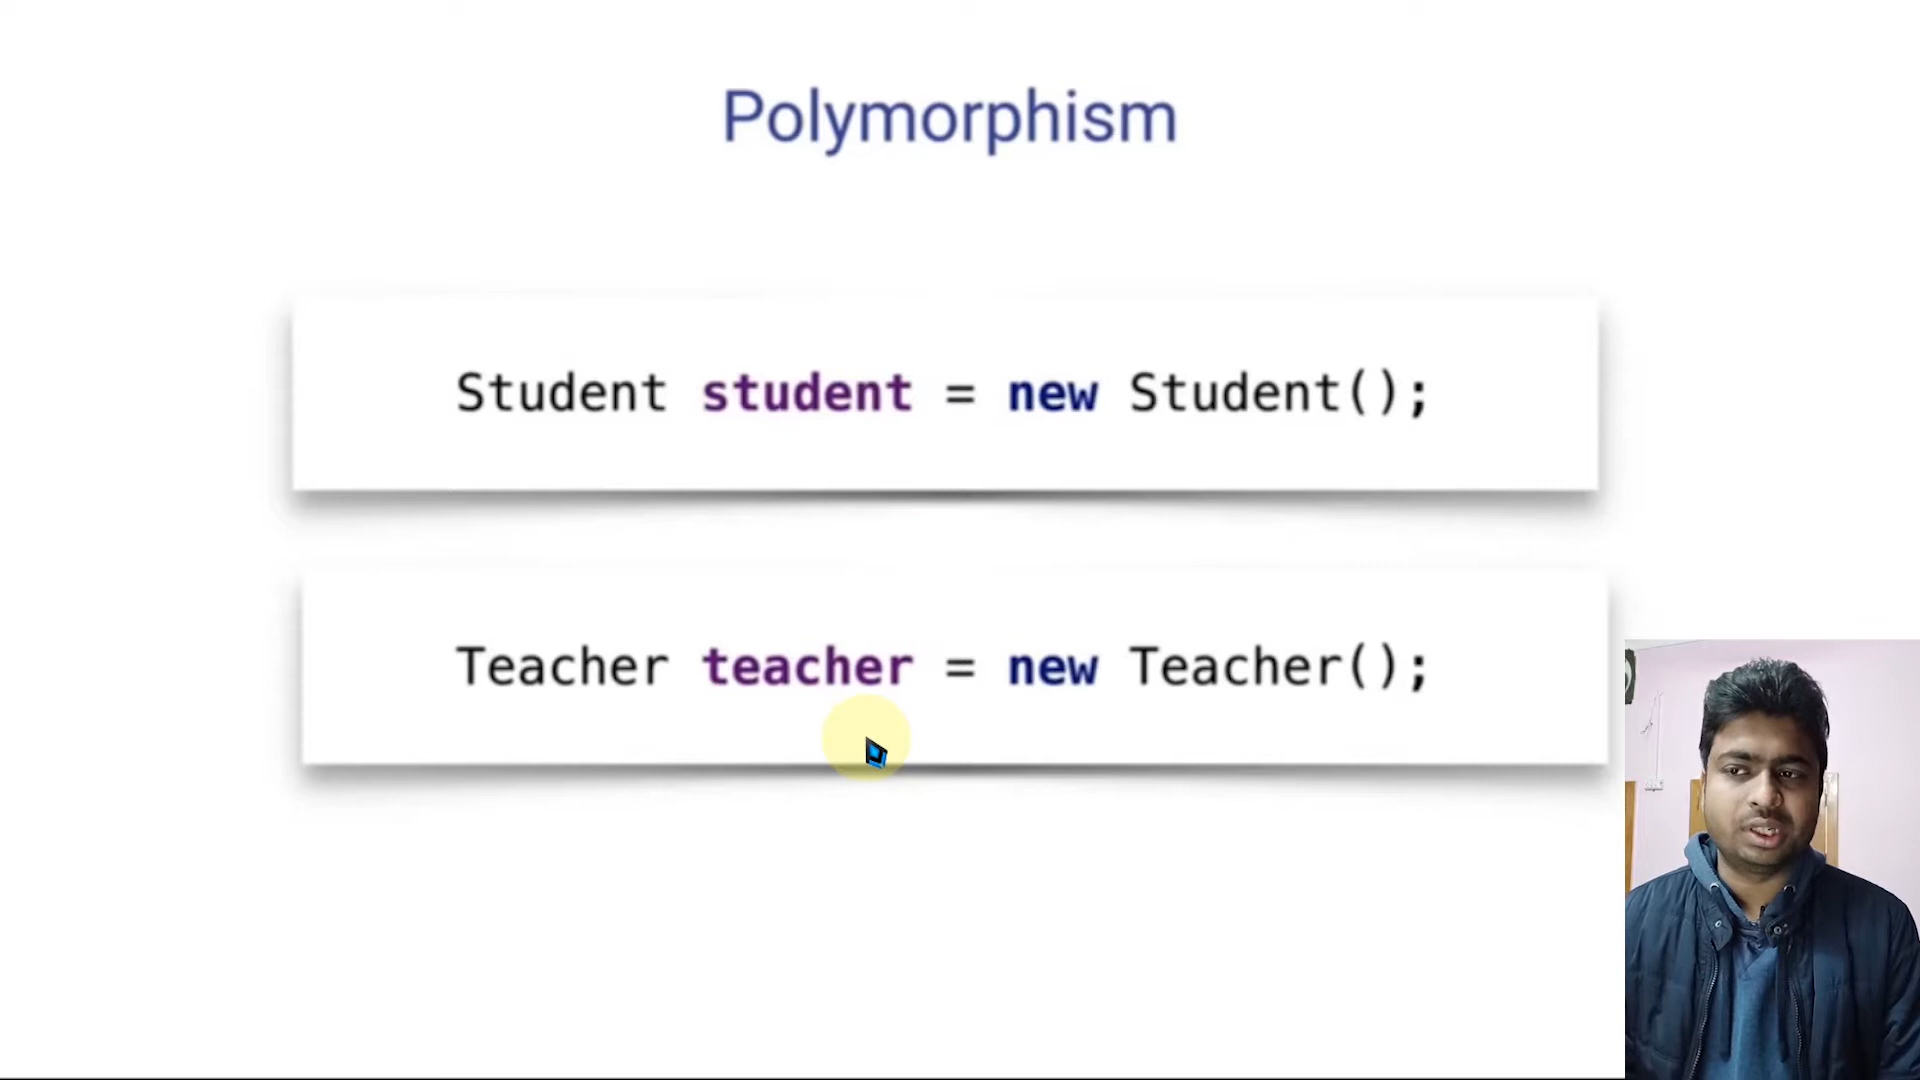 Polymorphism
Student student = new Student();
Teacher teacher = new Teacher();